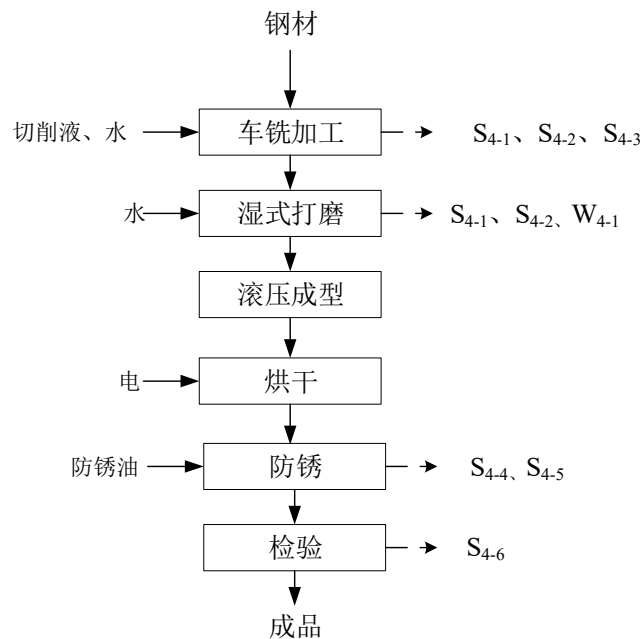 钢材
切削液、水 车铣加工 S4-1、S4-2、S4-3
水 湿式打磨 S4-1、S4-2、W4-1
滚压成型
电 烘干
防锈油 防锈 S4-4、S4-5
检验 S4-6
成品